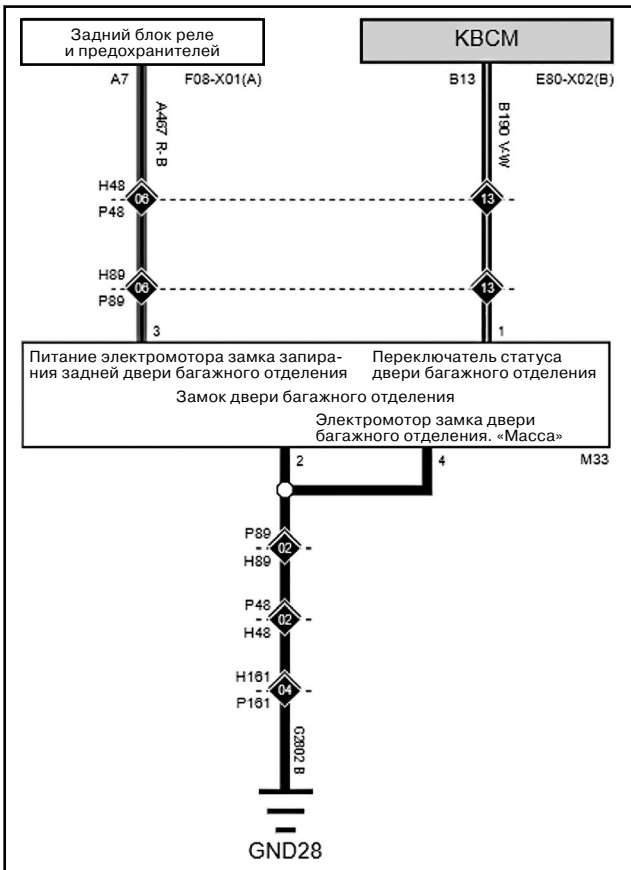 Задний блок реле
и предохранителей
KBCM
A7
F08-X01(A)
B13
E80-X02(B)
A467 R-B
B190 V-W
H48
06
13
P48
H89
06
13
P89
3
1
Питание электромотора замка запира-
ния задней двери багажного отделения
Переключатель статуса
двери багажного отделения
Замок двери багажного отделения
Электромотор замка двери
багажного отделения. «Масса»
2
4
M33
P89
02
H89
P48
02
H48
H161
04
P161
G2802 B
GND28